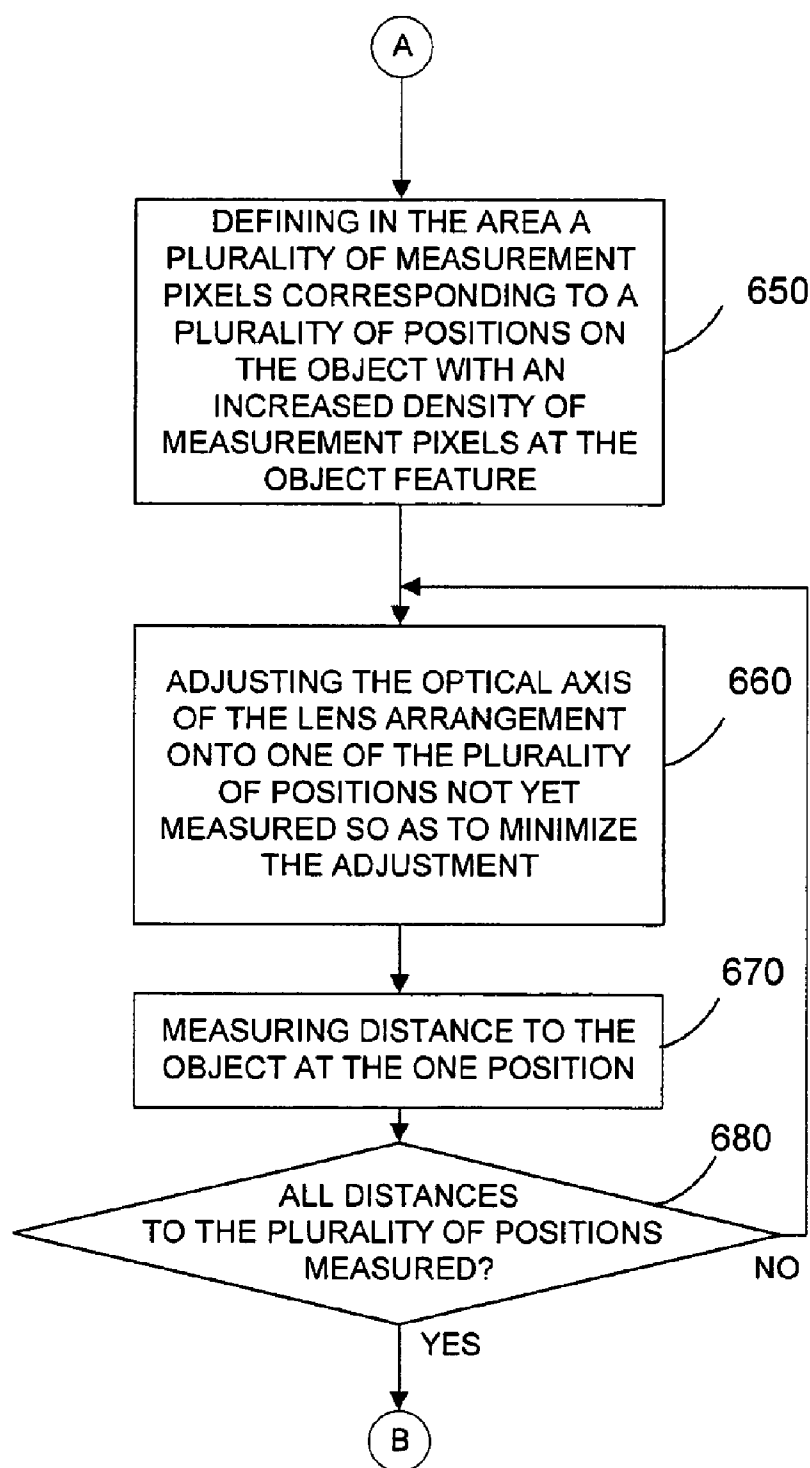 A
DEFINING IN THE AREA A
PLURALITY OF MEASUREMENT
PIXELS CORRESPONDING TO A
PLURALITY OF POSITIONS ON
THE OBJECT WITH AN
INCREASED DENSITY OF
MEASUREMENT PIXELS AT THE
OBJECT FEATURE
650
ADJUSTING THE OPTICAL AXIS
OF THE LENS ARRANGEMENT
ONTO ONE OF THE PLURALITY
OF POSITIONS NOT YET
MEASURED SO AS TO MINIMIZE
THE ADJUSTMENT
660
MEASURING DISTANCE TO THE
OBJECT AT THE ONE POSITION
670
ALL DISTANCES
TO THE PLURALITY OF POSITIONS
MEASURED?
680
NO
YES
B